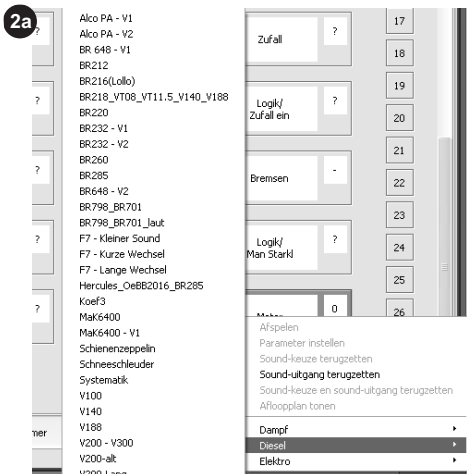 2a
Alco PA - V1
Alco PA - V2
BR 648 - V1
BR212
BR216(Lollo)
BR218_VT08_VT11.5_V140_V188
BR220
BR232 - V1
BR232 - V2
BR260
BR285
BR648 - V2
BR798_BR701
BR798_BR701_laut
F7 - Kleiner Sound
F7 - Kurze Wechsel
F7 - Lange Wechsel
Hercules_OeBB2016_BR285
Koef3
MaK6400
MaK6400 - V1
Schienenzeppelin
Schneeschleuder
Systematik
V100
V140
V188
V200 - V300
V200-alt
?
?
?
?
?
mer
Zufall
?
Logik/
Zufall ein
?
Bremsen
-
Logik/
Man Starkl
?
0
17
18
19
20
21
22
23
24
25
26
Afspelen
Parameter instellen
Sound-keuze terugzetten
Sound-uitgang terugzetten
Sound-keuze en sound-uitgang terugzetten
Afloopplan tonen
Dampf
Diesel
Elektro